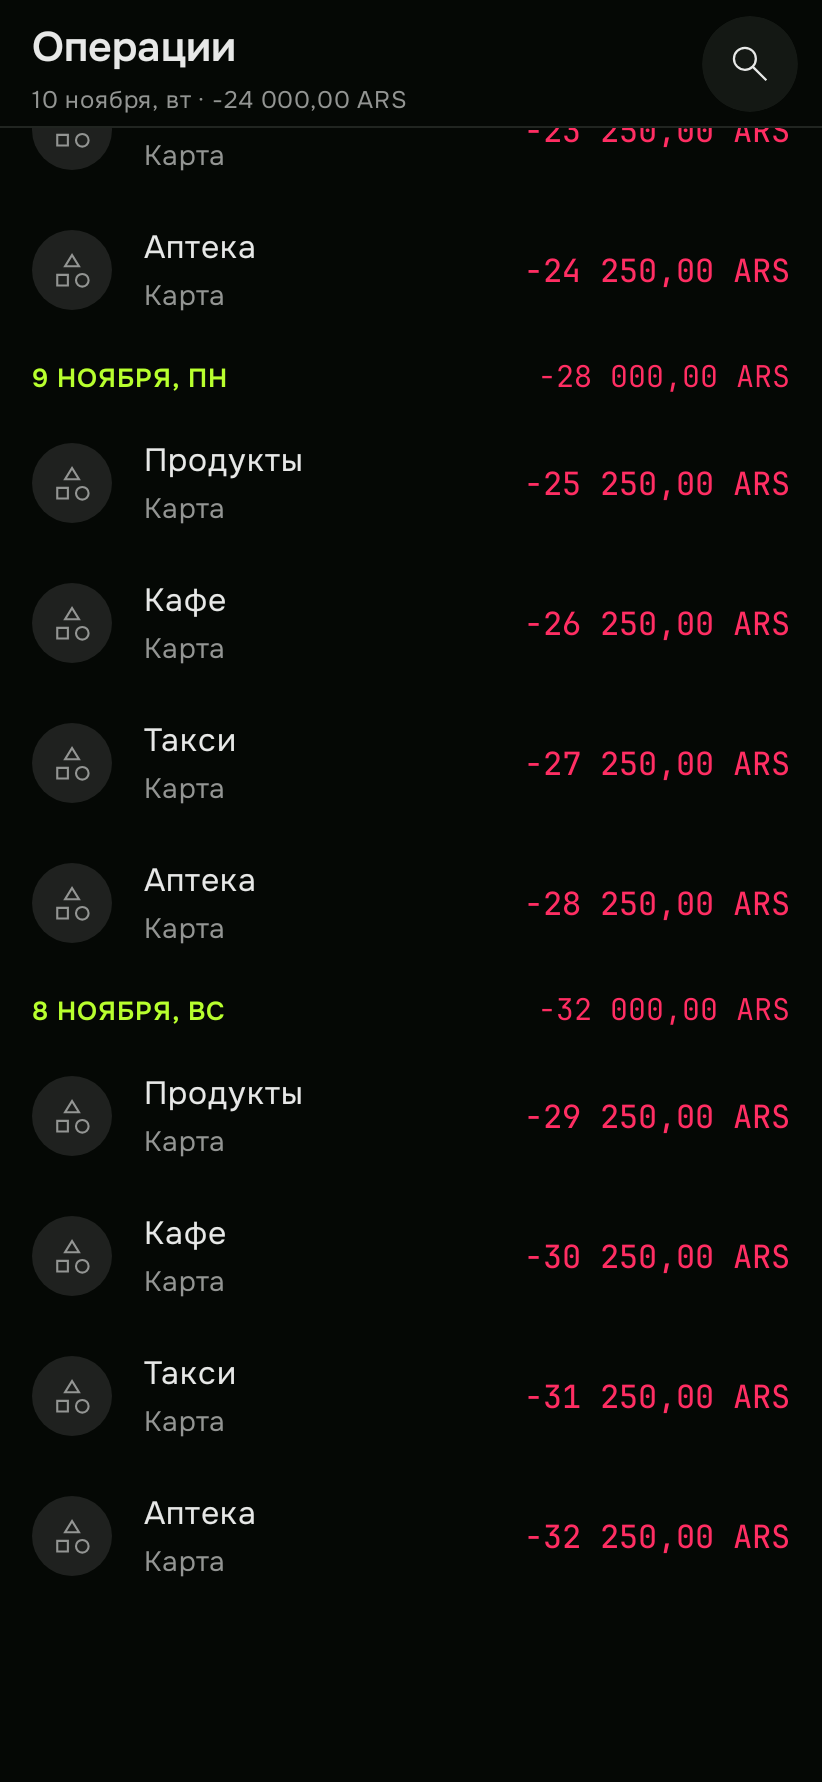 Операции
10 ноября, вт · -24 000,00 ARS
-23 250,00 ARS
Карта
Аптека
-24 250,00 ARS
Карта
9 НОЯБРЯ, ПН
-28 000,00 ARS
Продукты
-25 250,00 ARS
Карта
Кафе
-26 250,00 ARS
Карта
Такси
-27 250,00 ARS
Карта
Аптека
-28 250,00 ARS
Карта
8 НОЯБРЯ, ВС
-32 000,00 ARS
Продукты
-29 250,00 ARS
Карта
Кафе
-30 250,00 ARS
Карта
Такси
-31 250,00 ARS
Карта
Аптека
-32 250,00 ARS
Карта